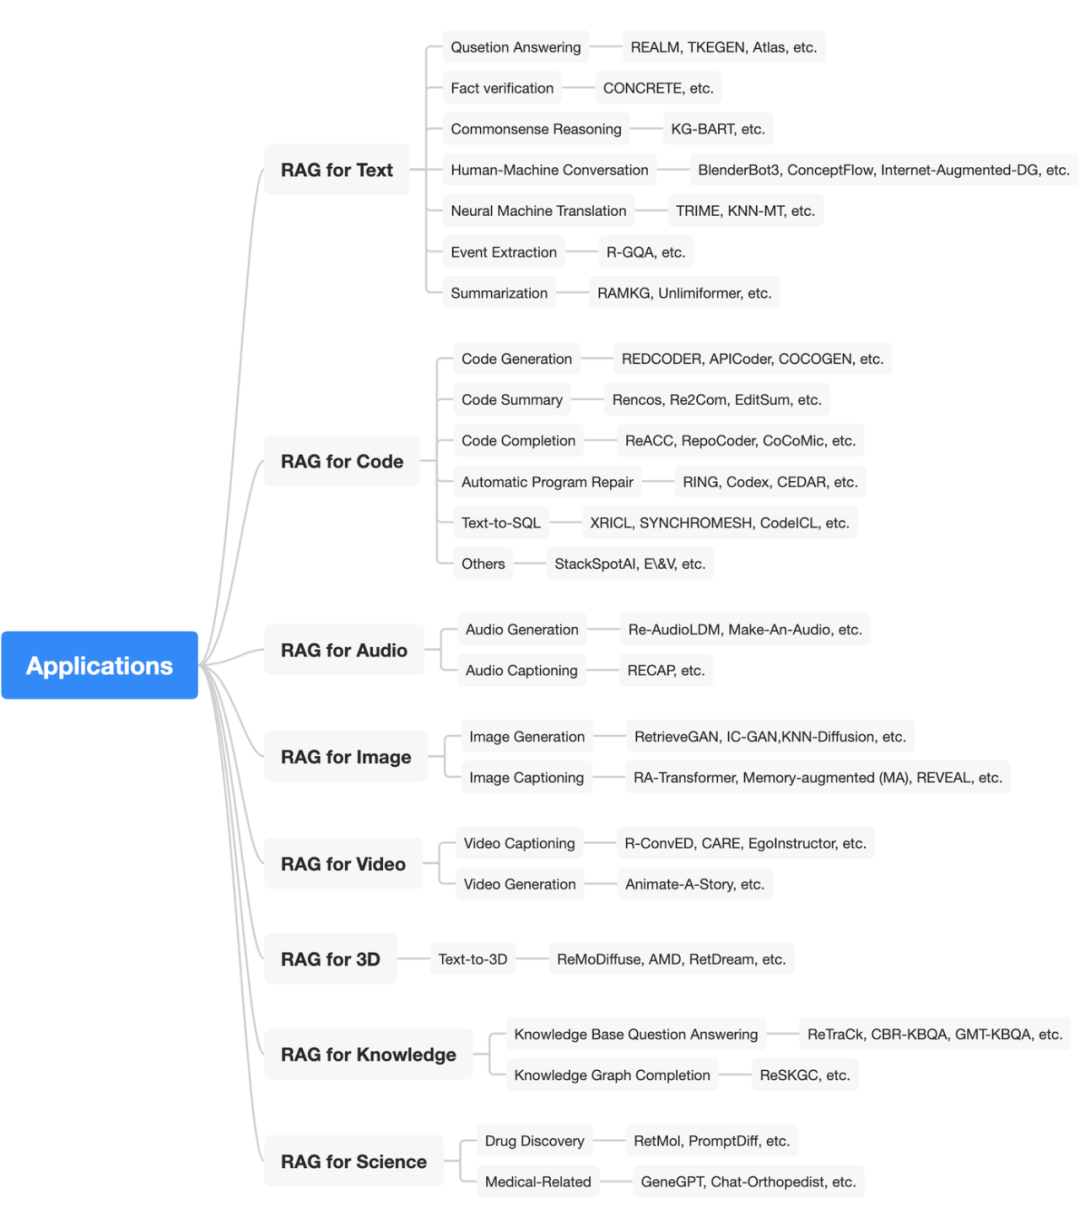 Applications
RAG for Text
Qusetion Answering
REALM, TKEGEN, Atlas, etc.
Fact verification
CONCRETE, etc.
Commonsense Reasoning
KG-BART, etc.
Human-Machine Conversation
BlenderBot3, ConceptFlow, Internet-Augmented-DG, etc.
Neural Machine Translation
TRIME, KNN-MT, etc.
Event Extraction
R-GQA, etc.
Summarization
RAMKG, Unlimiformer, etc.
RAG for Code
Code Generation
REDCODER, APICoder, COCOGEN, etc.
Code Summary
Rencos, Re2Com, EditSum, etc.
Code Completion
ReACC, RepoCoder, CoCoMic, etc.
Automatic Program Repair
RING, Codex, CEDAR, etc.
Text-to-SQL
XRICL, SYNCHROMESH, CodeICL, etc.
Others
StackSpotAI, E\&V, etc.
RAG for Audio
Audio Generation
Re-AudioLDM, Make-An-Audio, etc.
Audio Captioning
RECAP, etc.
RAG for Image
Image Generation
RetrieveGAN, IC-GAN,KNN-Diffusion, etc.
Image Captioning
RA-Transformer, Memory-augmented (MA), REVEAL, etc.
RAG for Video
Video Captioning
R-ConvED, CARE, EgoInstructor, etc.
Video Generation
Animate-A-Story, etc.
RAG for 3D
Text-to-3D
ReMoDiffuse, AMD, RetDream, etc.
RAG for Knowledge
Knowledge Base Question Answering
ReTraCk, CBR-KBQA, GMT-KBQA, etc.
Knowledge Graph Completion
ReSKGC, etc.
RAG for Science
Drug Discovery
RetMol, PromptDiff, etc.
Medical-Related
GeneGPT, Chat-Orthopedist, etc.